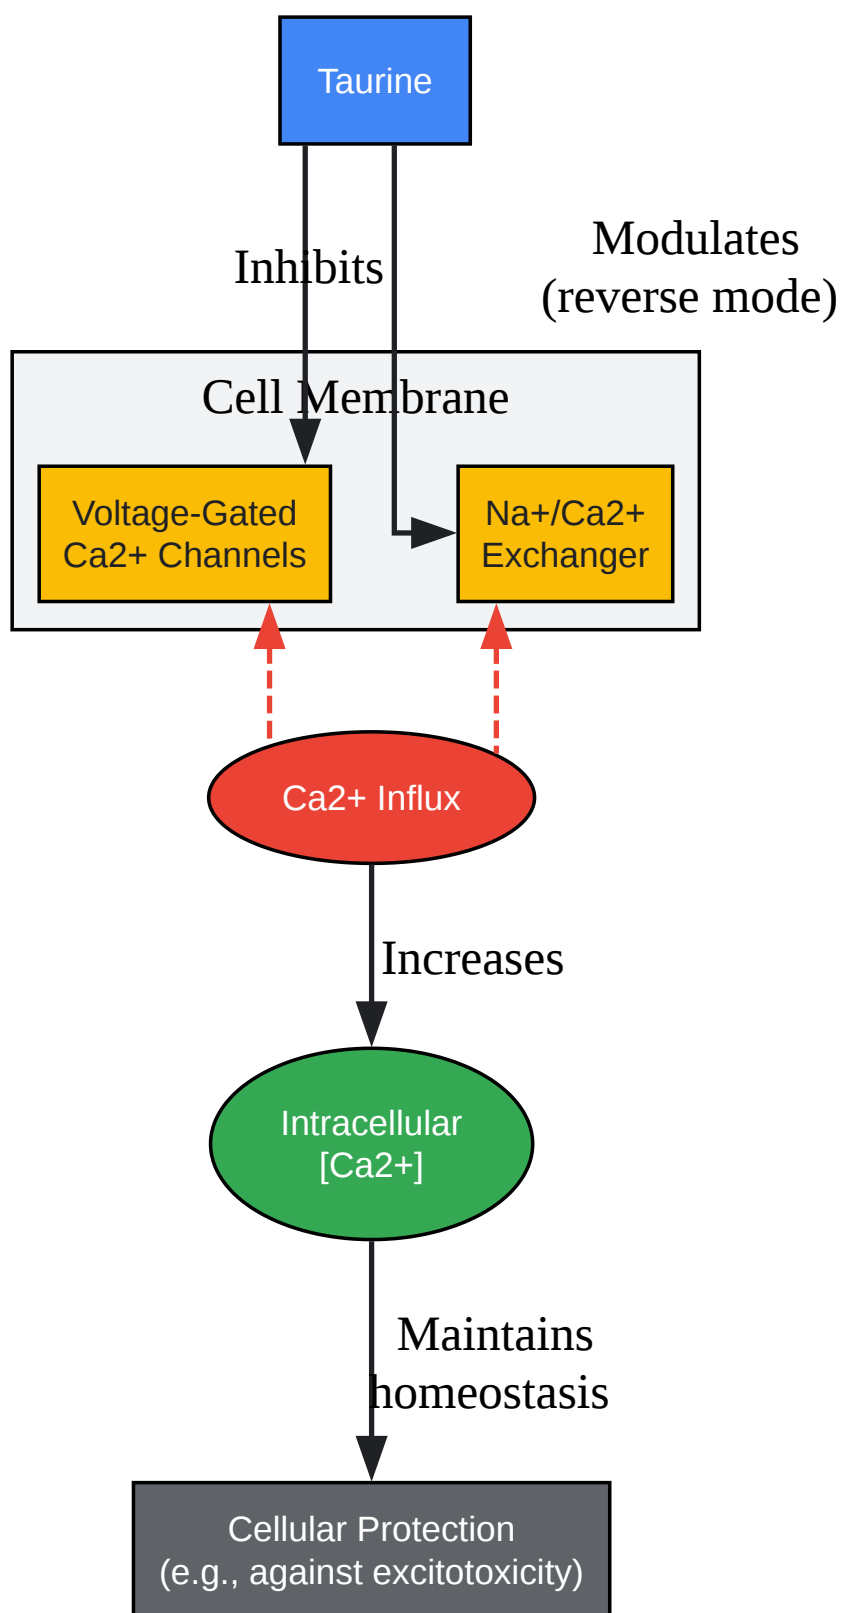 Taurine
Inhibits
Modulates
(reverse mode)
Cell Membrane
Voltage-Gated
Ca2+ Channels
Na+/Ca2+
Exchanger
Ca2+ Influx
Increases
Intracellular
[Ca2+]
Maintains
homeostasis
Cellular Protection
(e.g., against excitotoxicity)